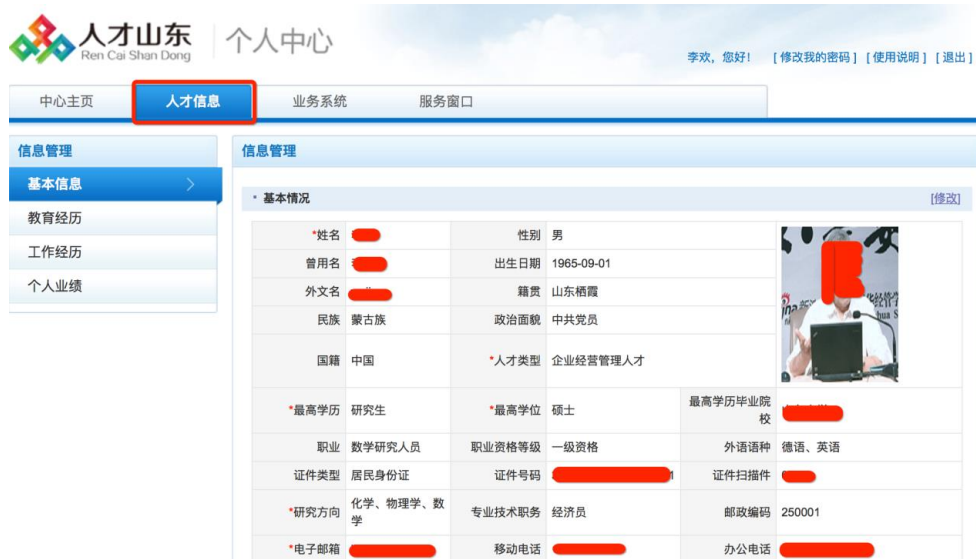 人才山东
Ren Cai Shan Dong
个人中心
李欢，您好！ [ 修改我的密码 ] [ 使用说明 ] [ 退出 ]
中心主页 人才信息 业务系统 服务窗口
信息管理
基本信息
教育经历
工作经历
个人业绩
信息管理
基本情况 [修改]
*姓名 性别 男
曾用名 出生日期 1965-09-01
外文名 籍贯 山东栖霞
民族 蒙古族 政治面貌 中共党员
国籍 中国 *人才类型 企业经营管理人才
*最高学历 研究生 *最高学位 硕士 最高学历毕业院
校
职业 数学研究人员 职业资格等级 一级资格 外语语种 德语、英语
证件类型 居民身份证 证件号码 证件扫描件
*研究方向 化学、物理学、数
学 专业技术职务 经济员 邮政编码 250001
*电子邮箱 移动电话 办公电话